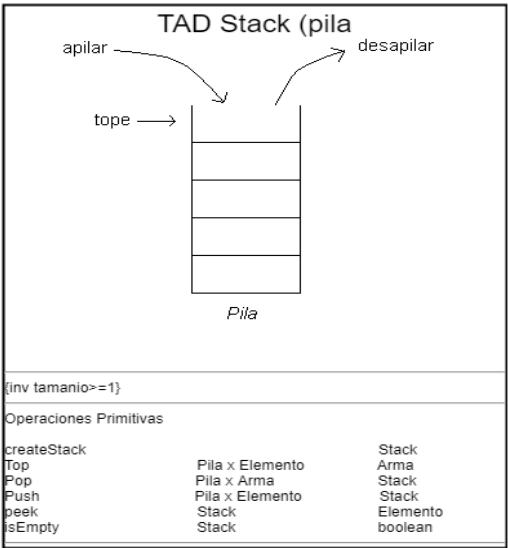 TAD Stack (pila
apilar
desapilar
tope
Pila
{inv tamanio>=1}
Operaciones Primitivas
createStack Stack
Top Pila x Elemento Arma
Pop Pila x Arma Stack
Push Pila x Elemento Stack
peek Stack Elemento
isEmpty Stack boolean